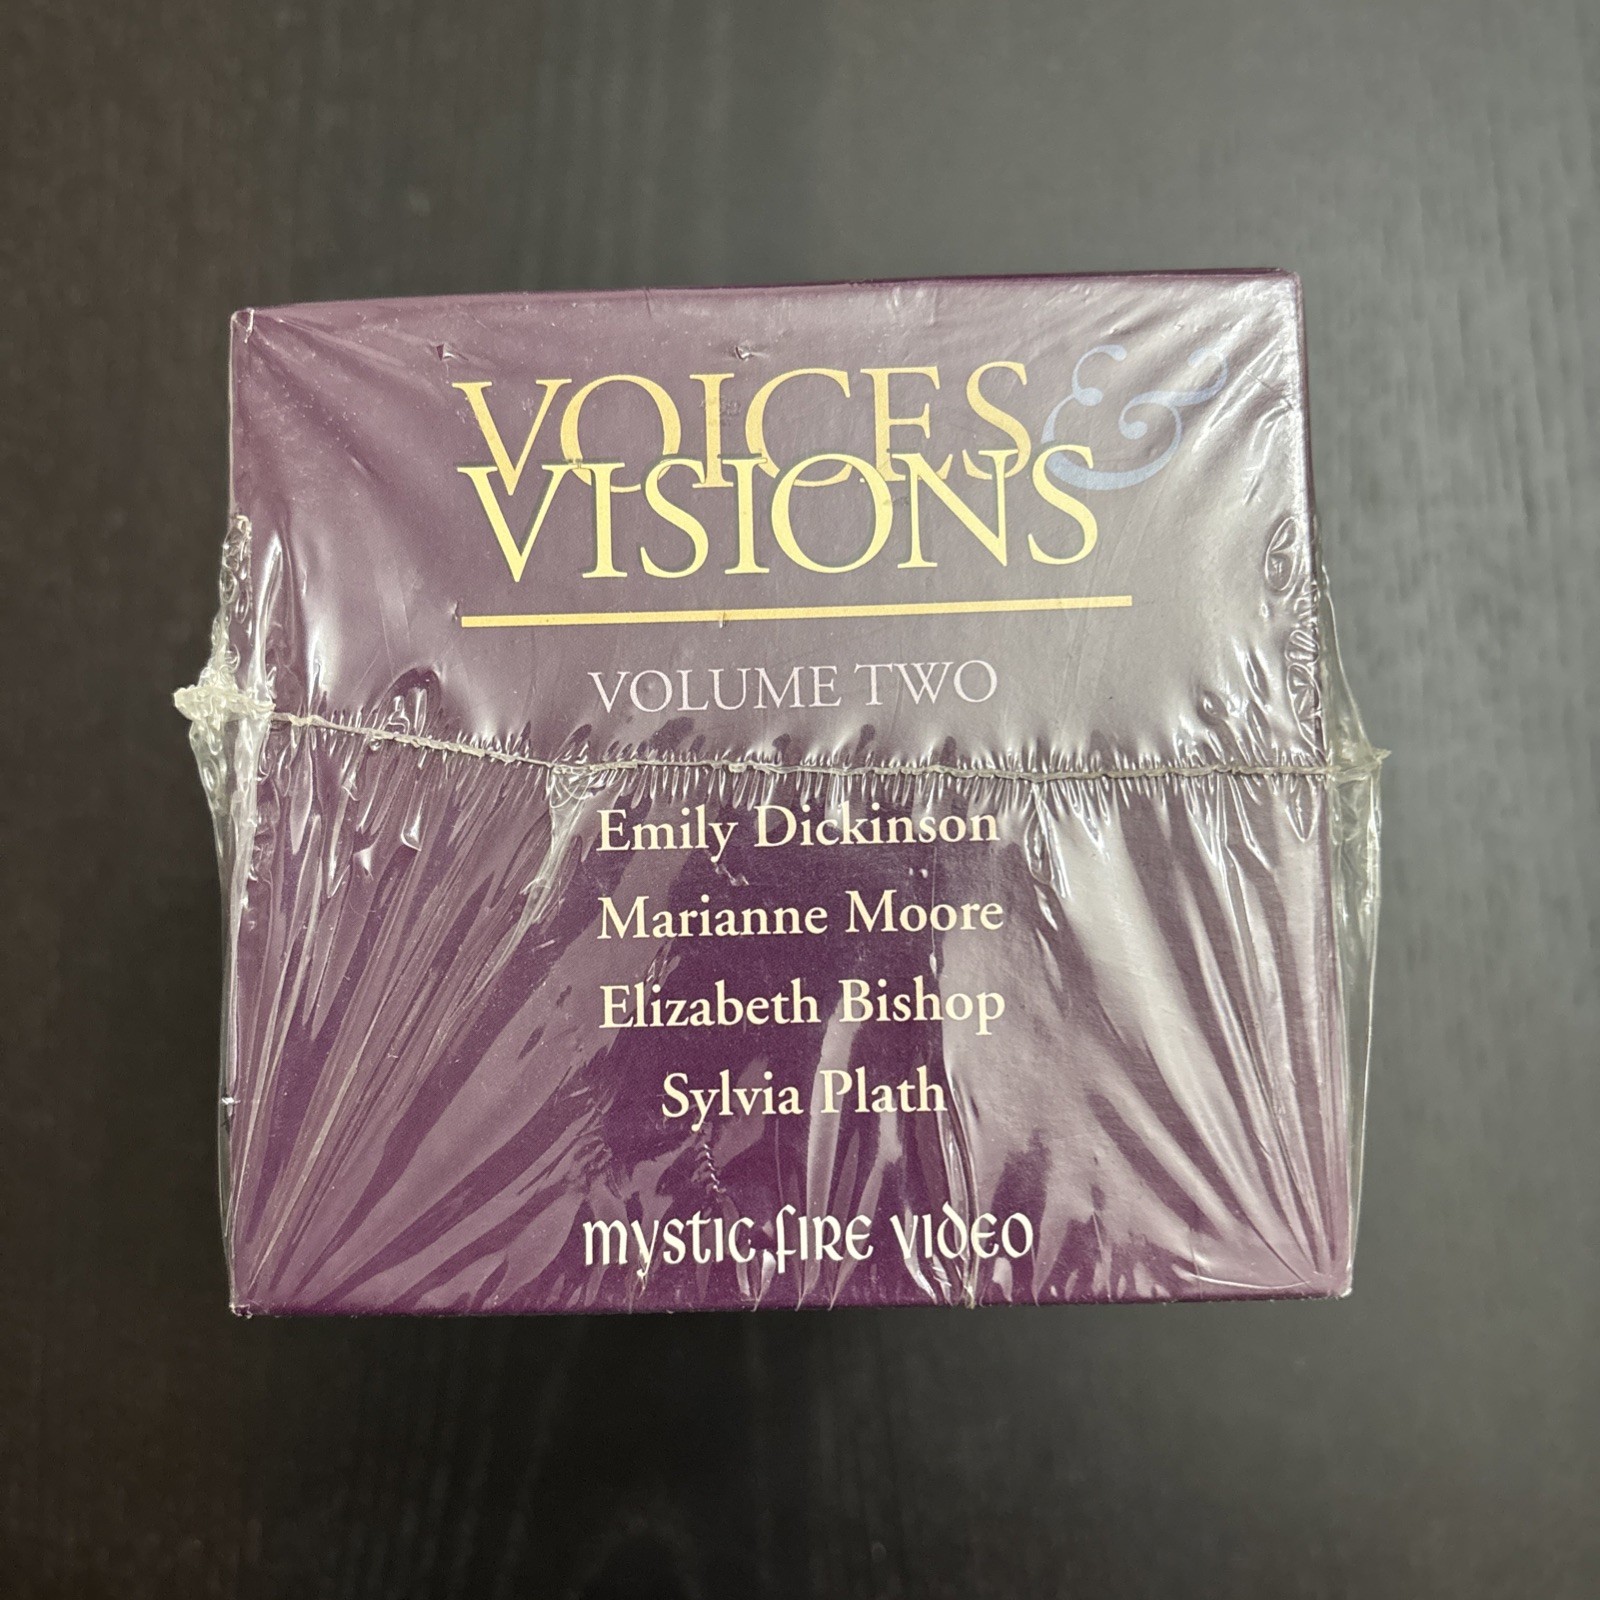 VOICES &
VISIONS
VOLUME TWO
Emily Dickinson
Marianne Moore
Elizabeth Bishop
Sylvia Plath
mystic fire video